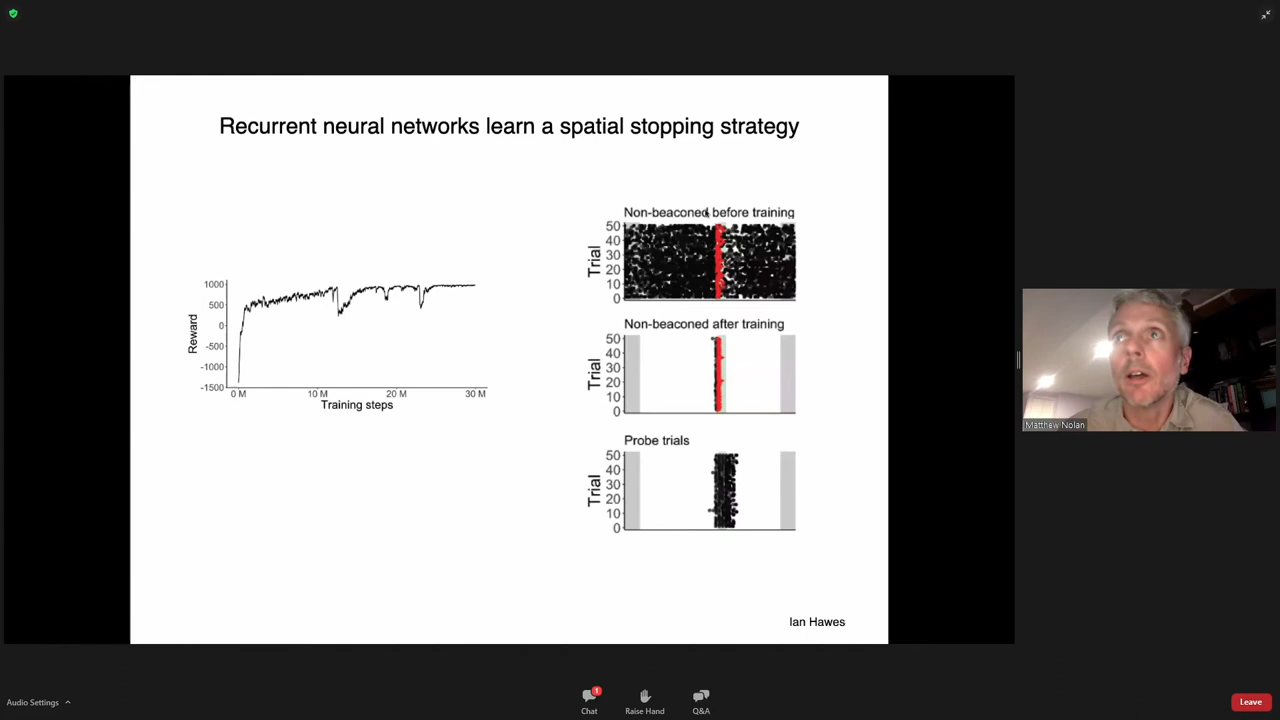 Recurrent neural networks learn a spatial stopping strategy
Non-beaconed before training
Trial
50
40
30
20
10
0
1000
500
0
-500
-1000
-1500
Reward
0 M
10 M
20 M
30 M
Training steps
Non-beaconed after training
Trial
50
40
30
20
10
0
Probe trials
Trial
50
40
30
20
10
0
Ian Hawes
Matthew Nolan
Audio Settings
1
Chat
Raise Hand
Q&A
Leave